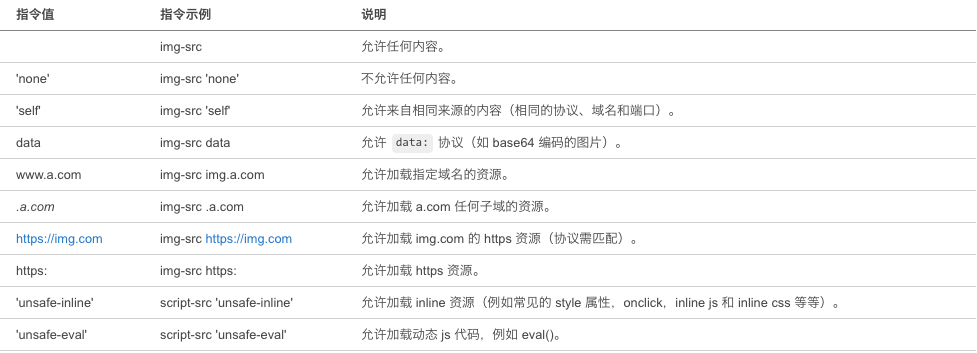 指令值 指令示例 说明
img-src 允许任何内容。
'none' img-src 'none' 不允许任何内容。
'self' img-src 'self' 允许来自相同来源的内容（相同的协议、域名和端口）。
data img-src data 允许 data: 协议（如 base64 编码的图片）。
www.a.com img-src img.a.com 允许加载指定域名的资源。
.a.com img-src .a.com 允许加载 a.com 任何子域的资源。
https://img.com img-src https://img.com 允许加载 img.com 的 https 资源（协议需匹配）。
https: img-src https: 允许加载 https 资源。
'unsafe-inline' script-src 'unsafe-inline' 允许加载 inline 资源（例如常见的 style 属性，onclick，inline js 和 inline css 等等）。
'unsafe-eval' script-src 'unsafe-eval' 允许加载动态 js 代码，例如 eval()。